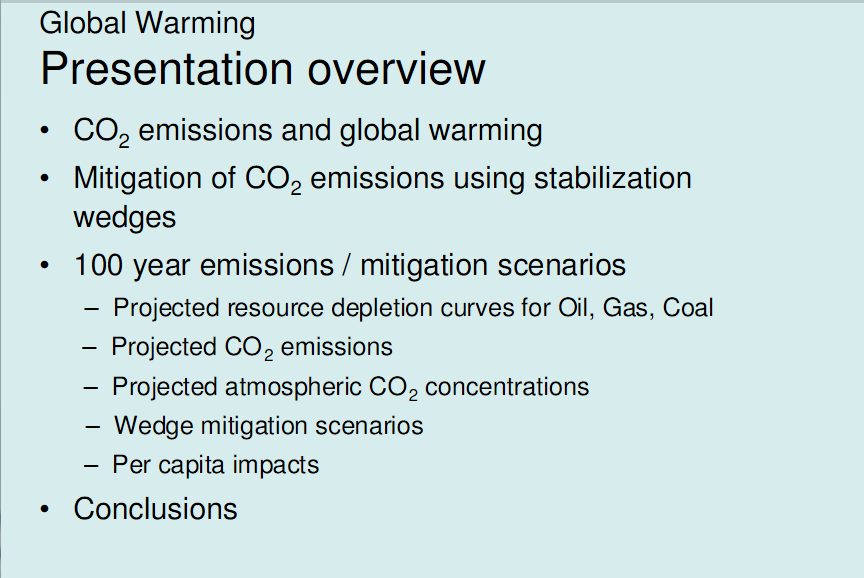 Global Warming
Presentation overview
• CO₂ emissions and global warming
• Mitigation of CO₂ emissions using stabilization
wedges
• 100 year emissions / mitigation scenarios
– Projected resource depletion curves for Oil, Gas, Coal
– Projected CO₂ emissions
– Projected atmospheric CO₂ concentrations
– Wedge mitigation scenarios
– Per capita impacts
• Conclusions